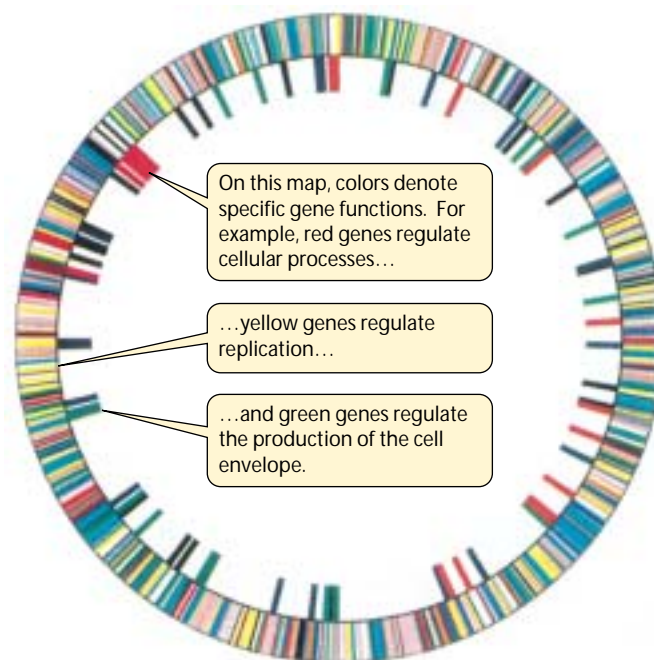 On this map, colors denote
specific gene functions. For
example, red genes regulate
cellular processes…
…yellow genes regulate
replication…
…and green genes regulate
the production of the cell
envelope.